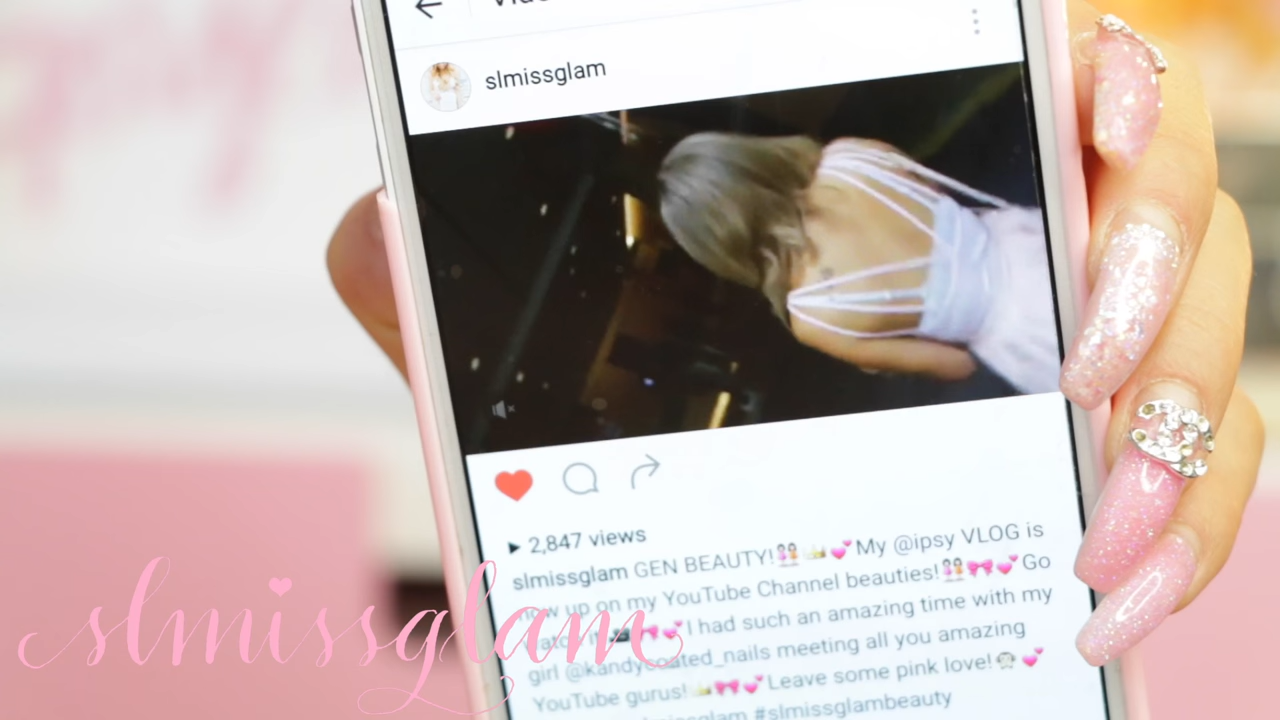 slmissglam
2,847 views
slmissglam GEN BEAUTY! My @ipsy VLOG is
now up on my YouTube Channel beauties! Go
watch it I had such an amazing time with my
girl @kandycoated_nails meeting all you amazing
YouTube gurus! Leave some pink love!
#slmissglambeauty
slmissglam